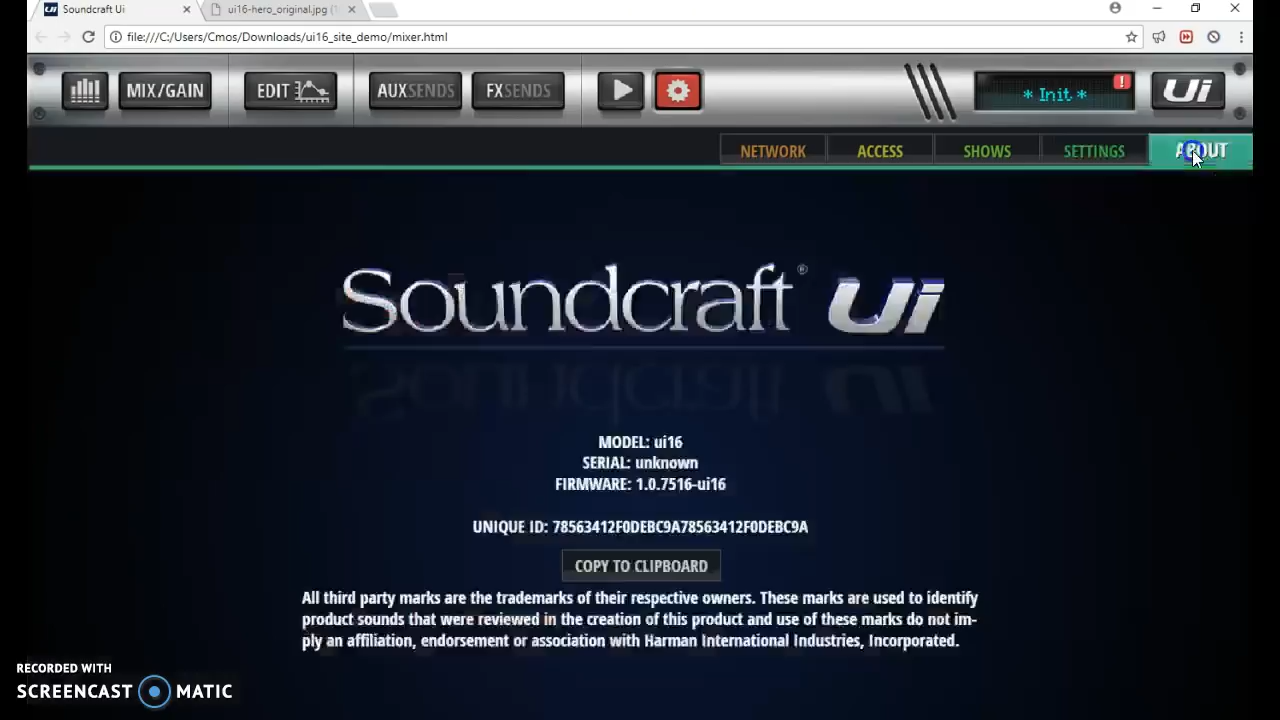 Soundcraft Ui
ui16-hero_original.jpg (1
file:///C:/Users/Cmos/Downloads/ui16_site_demo/mixer.html
MIX/GAIN
EDIT
AUXSENDS
FXSENDS
* Init *
!
Ui
NETWORK
ACCESS
SHOWS
SETTINGS
ABOUT
Soundcraft® Ui
MODEL: ui16
SERIAL: unknown
FIRMWARE: 1.0.7516-ui16
UNIQUE ID: 78563412F0DEBC9A78563412F0DEBC9A
COPY TO CLIPBOARD
All third party marks are the trademarks of their respective owners. These marks are used to identify
product sounds that were reviewed in the creation of this product and use of these marks do not im-
ply an affiliation, endorsement or association with Harman International Industries, Incorporated.
RECORDED WITH
SCREENCAST MATIC